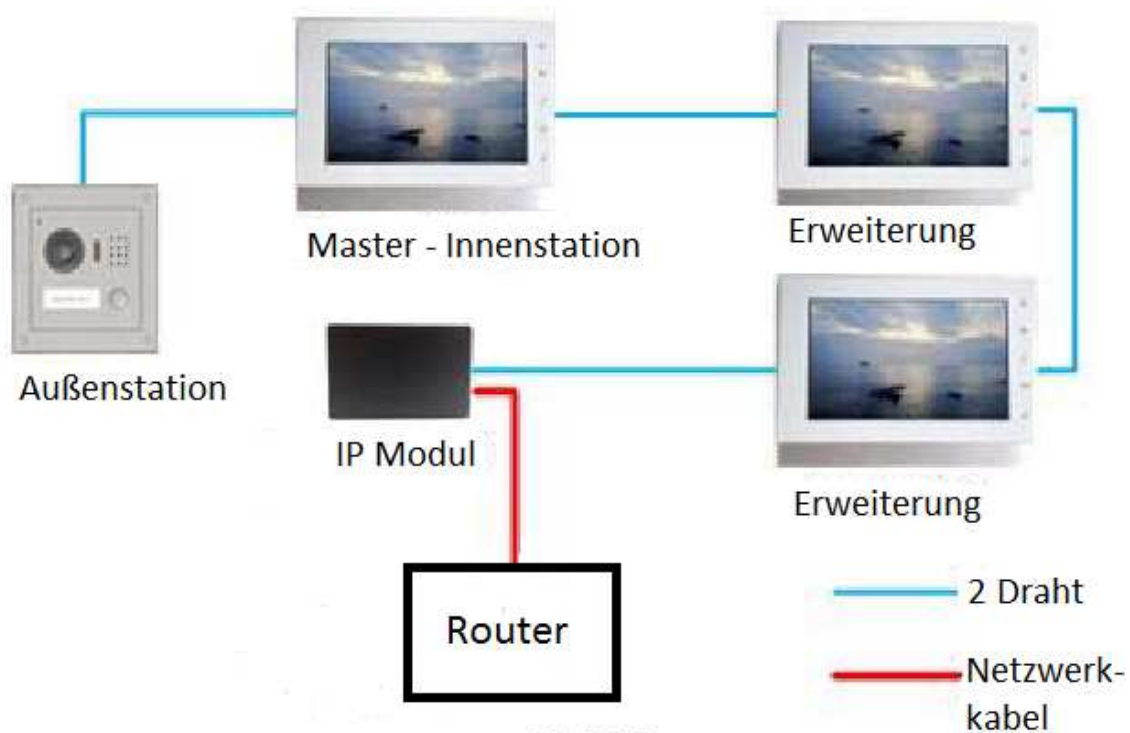 Master - Innenstation
Erweiterung
Außenstation
IP Modul
Erweiterung
Router
2 Draht
Netzwerk-
kabel